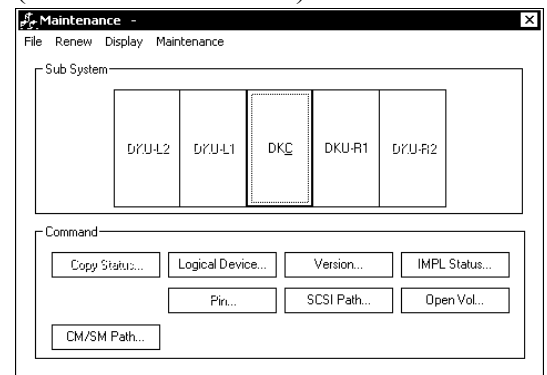 Maintenance -
File Renew Display Maintenance
Sub System
DKU-L2 DKU-L1 DKC DKU-R1 DKU-R2
Command
Copy Status... Logical Device... Version... IMPL Status...
Pin... SCSI Path... Open Vol...
CM/SM Path...